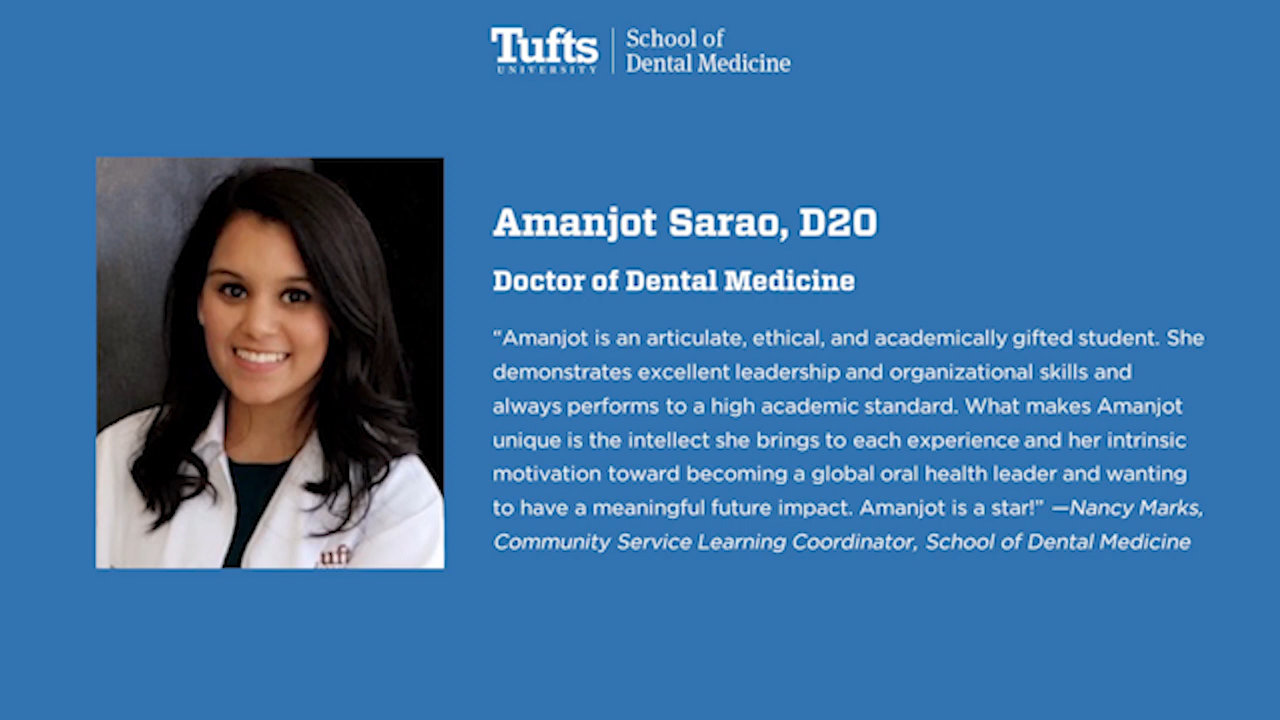 Tufts
UNIVERSITY
School of
Dental Medicine
Amanjot Sarao, D20
Doctor of Dental Medicine
“Amanjot is an articulate, ethical, and academically gifted student. She
demonstrates excellent leadership and organizational skills and
always performs to a high academic standard. What makes Amanjot
unique is the intellect she brings to each experience and her intrinsic
motivation toward becoming a global oral health leader and wanting
to have a meaningful future impact. Amanjot is a star!” —Nancy Marks,
Community Service Learning Coordinator, School of Dental Medicine